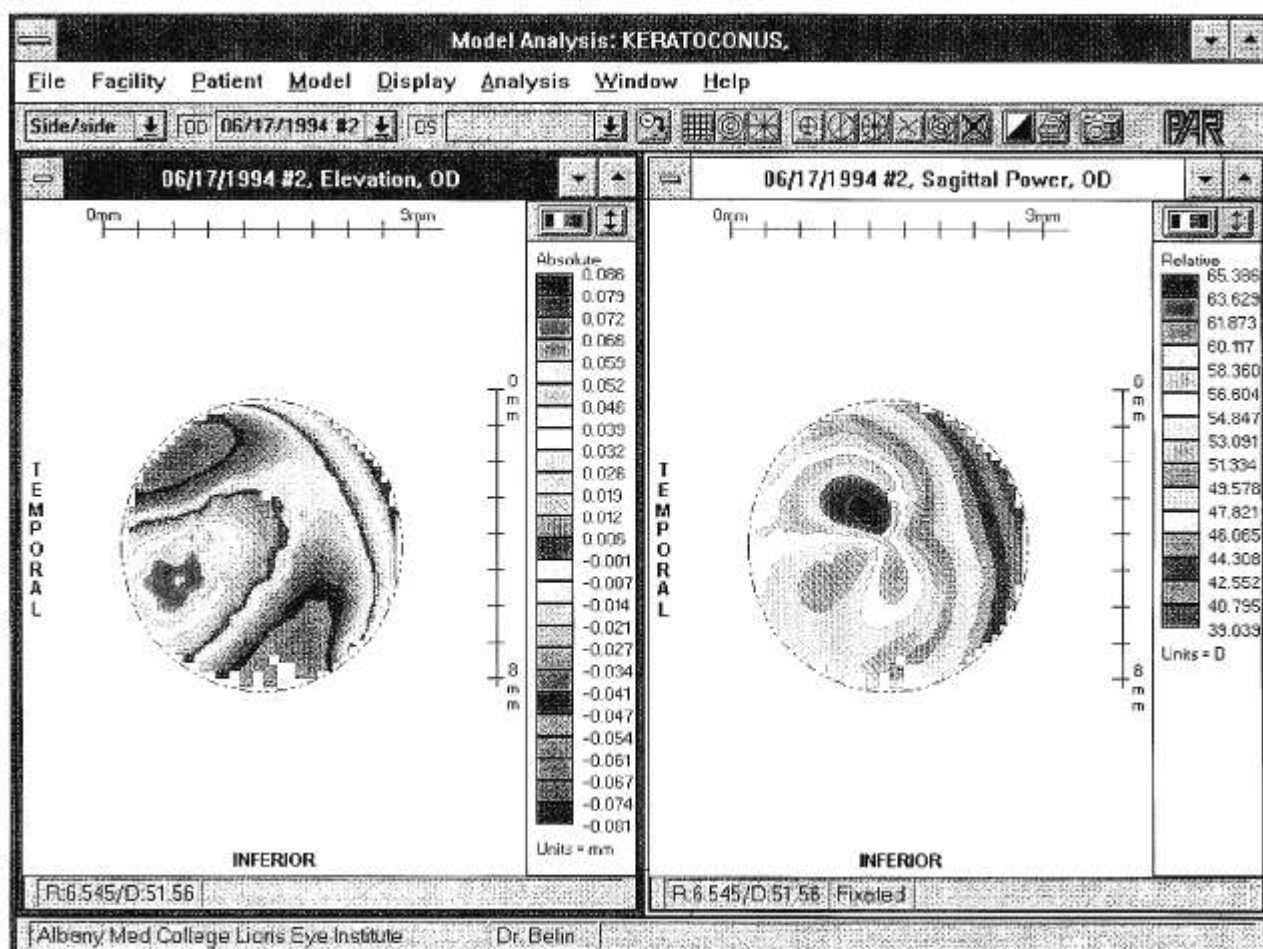 Model Analysis: KERATOCONUS,
File Facility Patient Model Display Analysis Window Help
Side/side OD 06/17/1994 #2 OS PAR
06/17/1994 #2, Elevation, OD
0mm 9mm
Absolute
0.086
0.079
0.072
0.066
0.059
0.052
0.046
0.039
0.032
0.026
0.019
0.012
0.006
-0.001
-0.007
-0.014
-0.021
-0.027
-0.034
-0.041
-0.047
-0.054
-0.061
-0.067
-0.074
-0.081
Units = mm
0 mm
8 mm
TEMPORAL
INFERIOR
R:6.545/D:51.56
06/17/1994 #2, Sagittal Power, OD
0mm 9mm
Relative
65.386
63.629
61.873
60.117
58.360
56.604
54.847
53.091
51.334
49.578
47.821
46.065
44.308
42.552
40.795
39.039
Units = D
0 mm
8 mm
TEMPORAL
INFERIOR
R:6.545/D:51.56 Fixated
Albany Med College Lions Eye Institute Dr. Belin